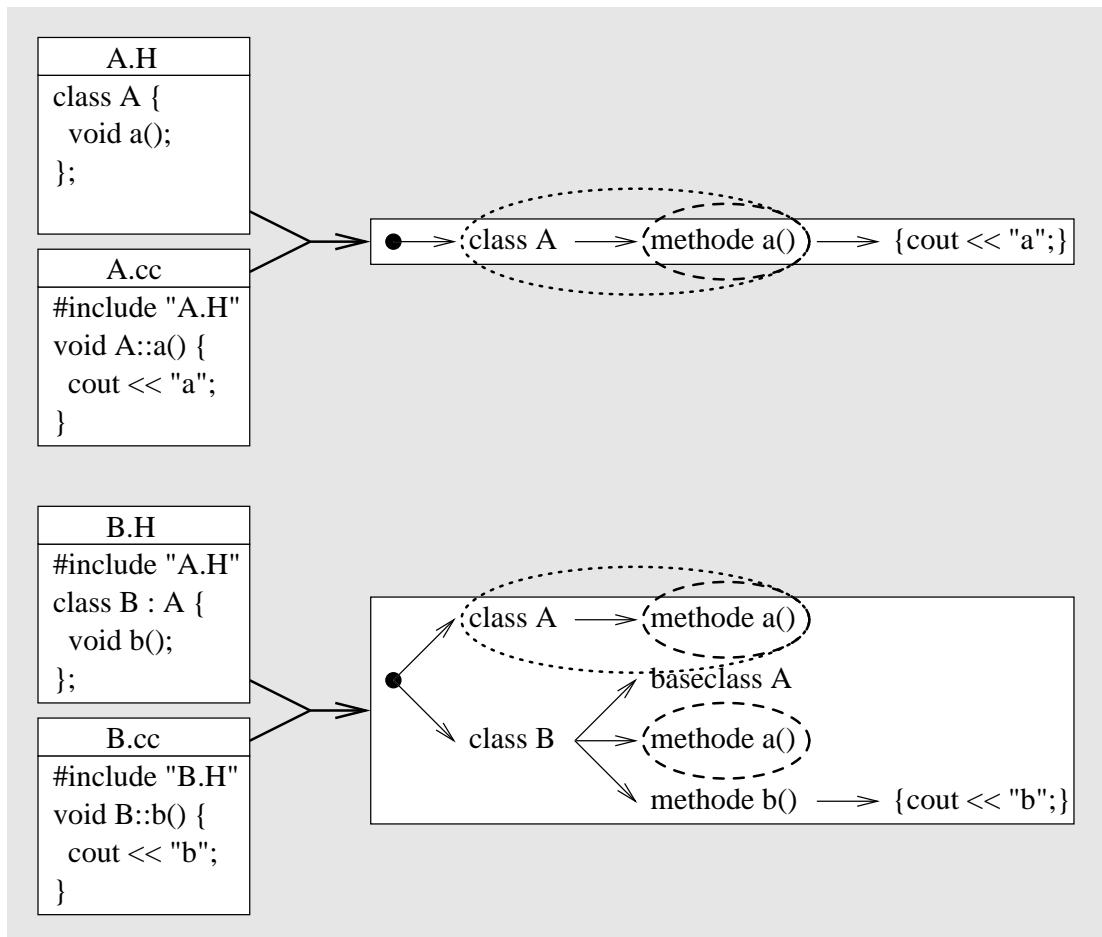 A.H
class A {
void a();
};
A.cc
#include "A.H"
void A::a() {
cout << "a";
}
class A
methode a()
{cout << "a";}
B.H
#include "A.H"
class B : A {
void b();
};
B.cc
#include "B.H"
void B::b() {
cout << "b";
}
class A
methode a()
baseclass A
class B
methode a()
methode b()
{cout << "b";}